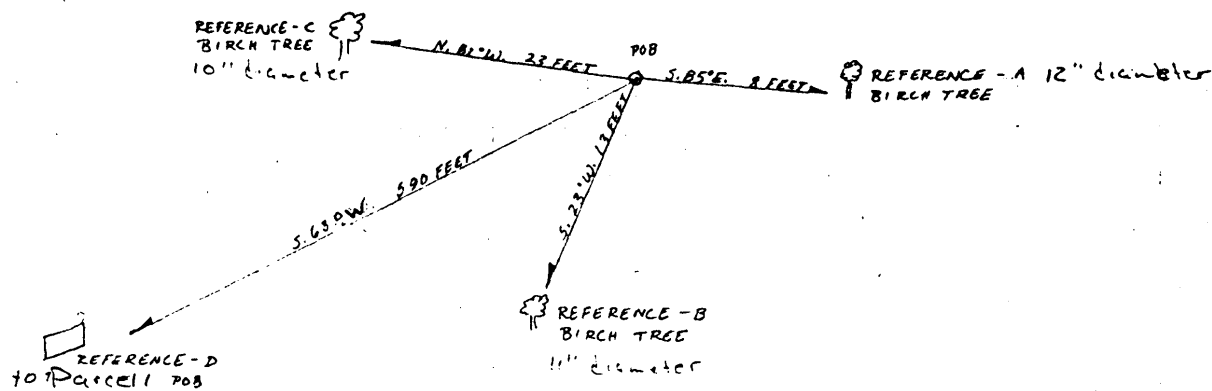 REFERENCE-C
BIRCH TREE
10" diameter
N. 81°W. 23 FEET
POB
S. 85°E. 8 FEET
REFERENCE - A 12" diameter
BIRCH TREE
S. 63°W. 590 FEET
S. 23°W. 13 FEET
REFERENCE - B
BIRCH TREE
11" diameter
REFERENCE - D
to Parcel 1 POB